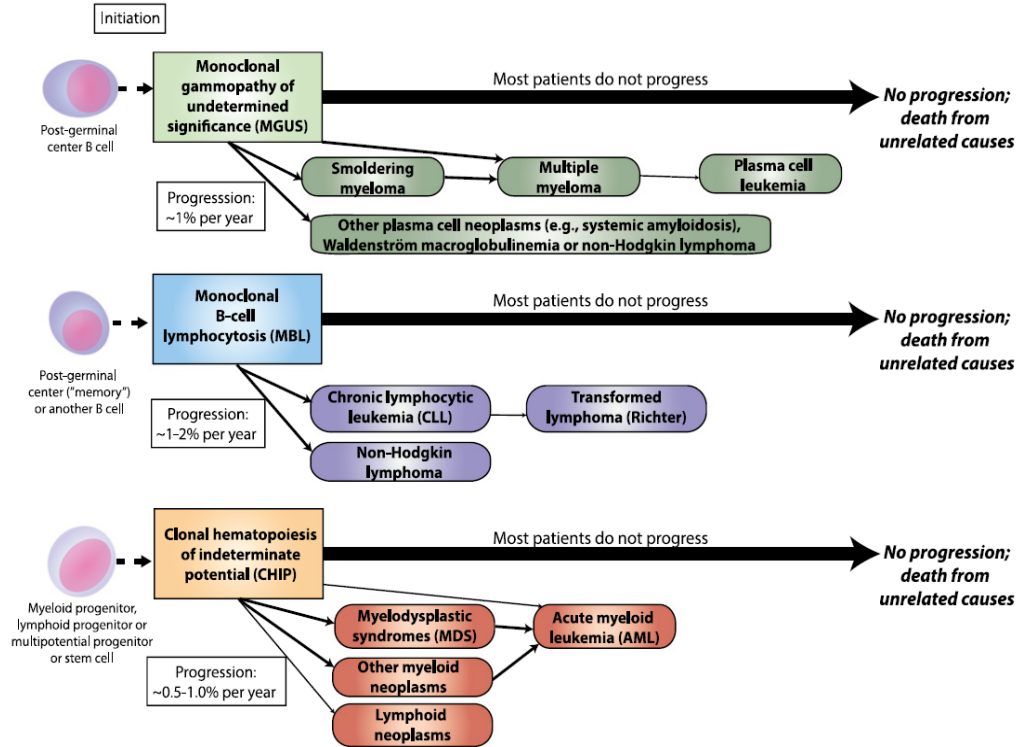 Initiation
Monoclonal
gammopathy of
undetermined
significance (MGUS)
Most patients do not progress
No progression;
death from
unrelated causes
Post-germinal
center B cell
Progresssion:
~1% per year
Smoldering
myeloma
Multiple
myeloma
Plasma cell
leukemia
Other plasma cell neoplasms (e.g., systemic amyloidosis),
Waldenström macroglobulinemia or non-Hodgkin lymphoma
Monoclonal
B-cell
lymphocytosis (MBL)
Most patients do not progress
No progression;
death from
unrelated causes
Post-germinal
center ("memory")
or another B cell
Progression:
~1–2% per year
Chronic lymphocytic
leukemia (CLL)
Transformed
lymphoma (Richter)
Non-Hodgkin
lymphoma
Clonal hematopoiesis
of indeterminate
potential (CHIP)
Most patients do not progress
No progression;
death from
unrelated causes
Myeloid progenitor,
lymphoid progenitor or
multipotential progenitor
or stem cell
Progression:
~0.5-1.0% per year
Myelodysplastic
syndromes (MDS)
Acute myeloid
leukemia (AML)
Other myeloid
neoplasms
Lymphoid
neoplasms